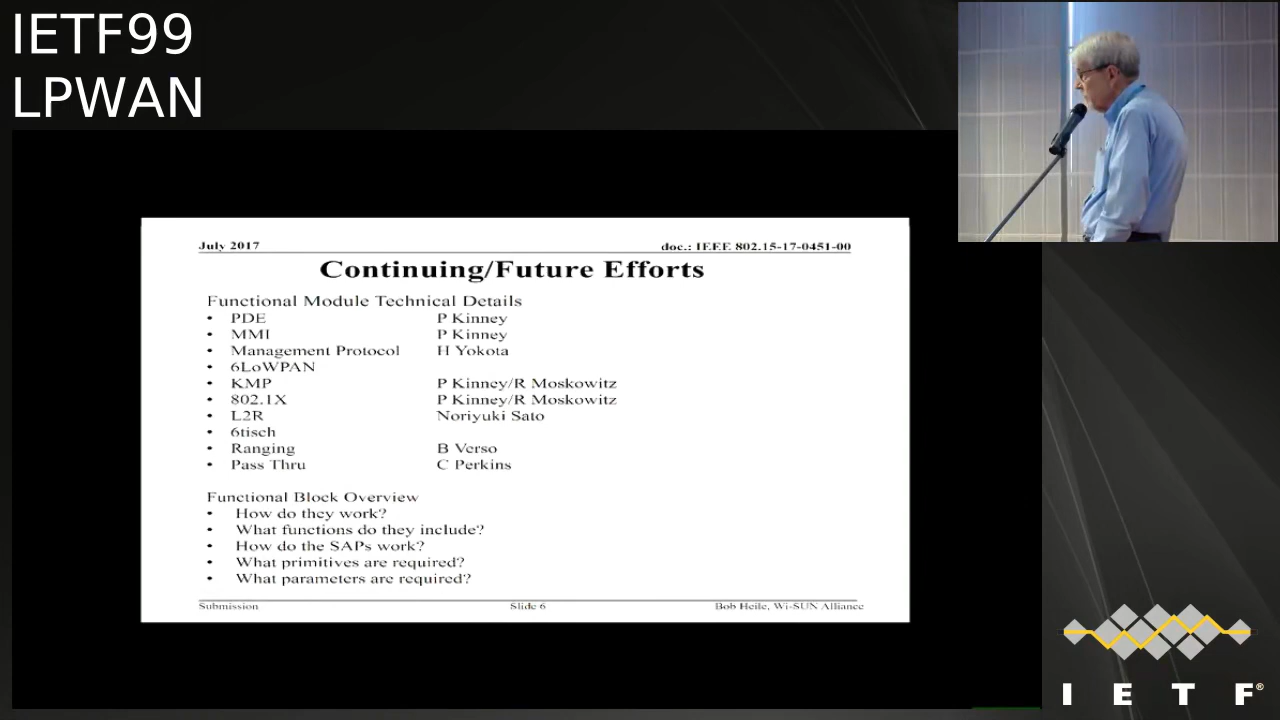 IETF99
LPWAN
July 2017 doc.: IEEE 802.15-17-0451-00
Continuing/Future Efforts
Functional Module Technical Details
• PDE P Kinney
• MMI P Kinney
• Management Protocol H Yokota
• 6LoWPAN
• KMP P Kinney/R Moskowitz
• 802.1X P Kinney/R Moskowitz
• L2R Noriyuki Sato
• 6tisch
• Ranging B Verso
• Pass Thru C Perkins
Functional Block Overview
• How do they work?
• What functions do they include?
• How do the SAPs work?
• What primitives are required?
• What parameters are required?
Submission Slide 6 Bob Heile, Wi-SUN Alliance
I E T F®